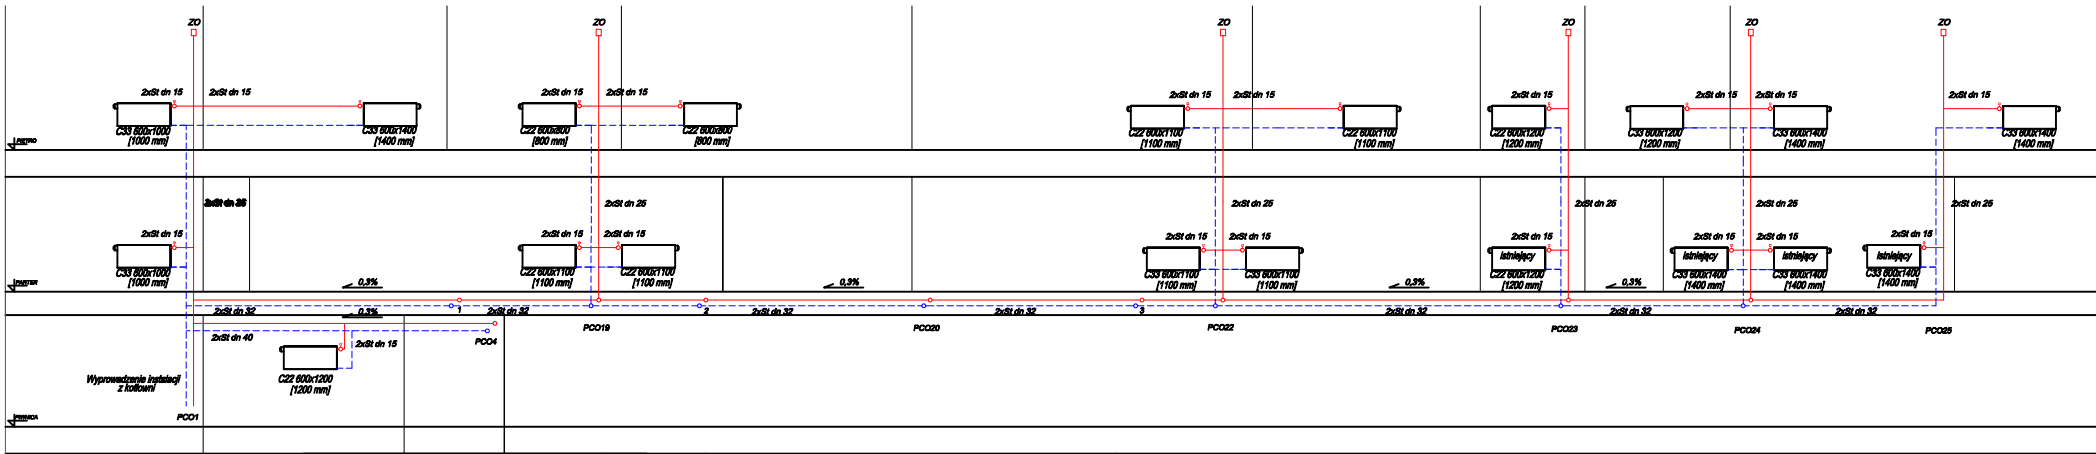 ZO ZO ZO ZO ZO ZO
2xSt dn 15 2xSt dn 15 2xSt dn 15 2xSt dn 15 2xSt dn 15 2xSt dn 15 2xSt dn 15 2xSt dn 15 2xSt dn 15 2xSt dn 15
C33 600x1000 C33 600x1400 C22 600x800 C22 600x800 C22 600x1100 C22 600x1100 C22 600x1200 C33 600x1200 C33 600x1400 C33 600x1400
[1000 mm] [1400 mm] [800 mm] [800 mm] [1100 mm] [1100 mm] [1200 mm] [1200 mm] [1400 mm] [1400 mm]
PIĘTRO
2xSt dn 25 2xSt dn 25 2xSt dn 25 2xSt dn 25 2xSt dn 25
2xSt dn 15 2xSt dn 15 2xSt dn 15 2xSt dn 15 2xSt dn 15 2xSt dn 15 2xSt dn 15 2xSt dn 15 2xSt dn 15
istniejący istniejący istniejący istniejący
C33 600x1000 C22 600x1100 C22 600x1100 C33 600x1100 C33 600x1100 C22 600x1200 C33 600x1400 C33 600x1400 C33 600x1400
[1000 mm] [1100 mm] [1100 mm] [1100 mm] [1100 mm] [1200 mm] [1400 mm] [1400 mm] [1400 mm]
PARTER
0,3% 0,3% 0,3% 0,3%
2xSt dn 32 0,3% 1 2xSt dn 32 2 2xSt dn 32 2xSt dn 32 3 2xSt dn 32 2xSt dn 32 2xSt dn 32
PCO19 PCO20 PCO22 PCO23 PCO24 PCO25
2xSt dn 40 2xSt dn 15 PCO4
C22 600x1200
[1200 mm]
Wyprowadzenie instalacji
z kotłowni
PCO1
PIWNICA